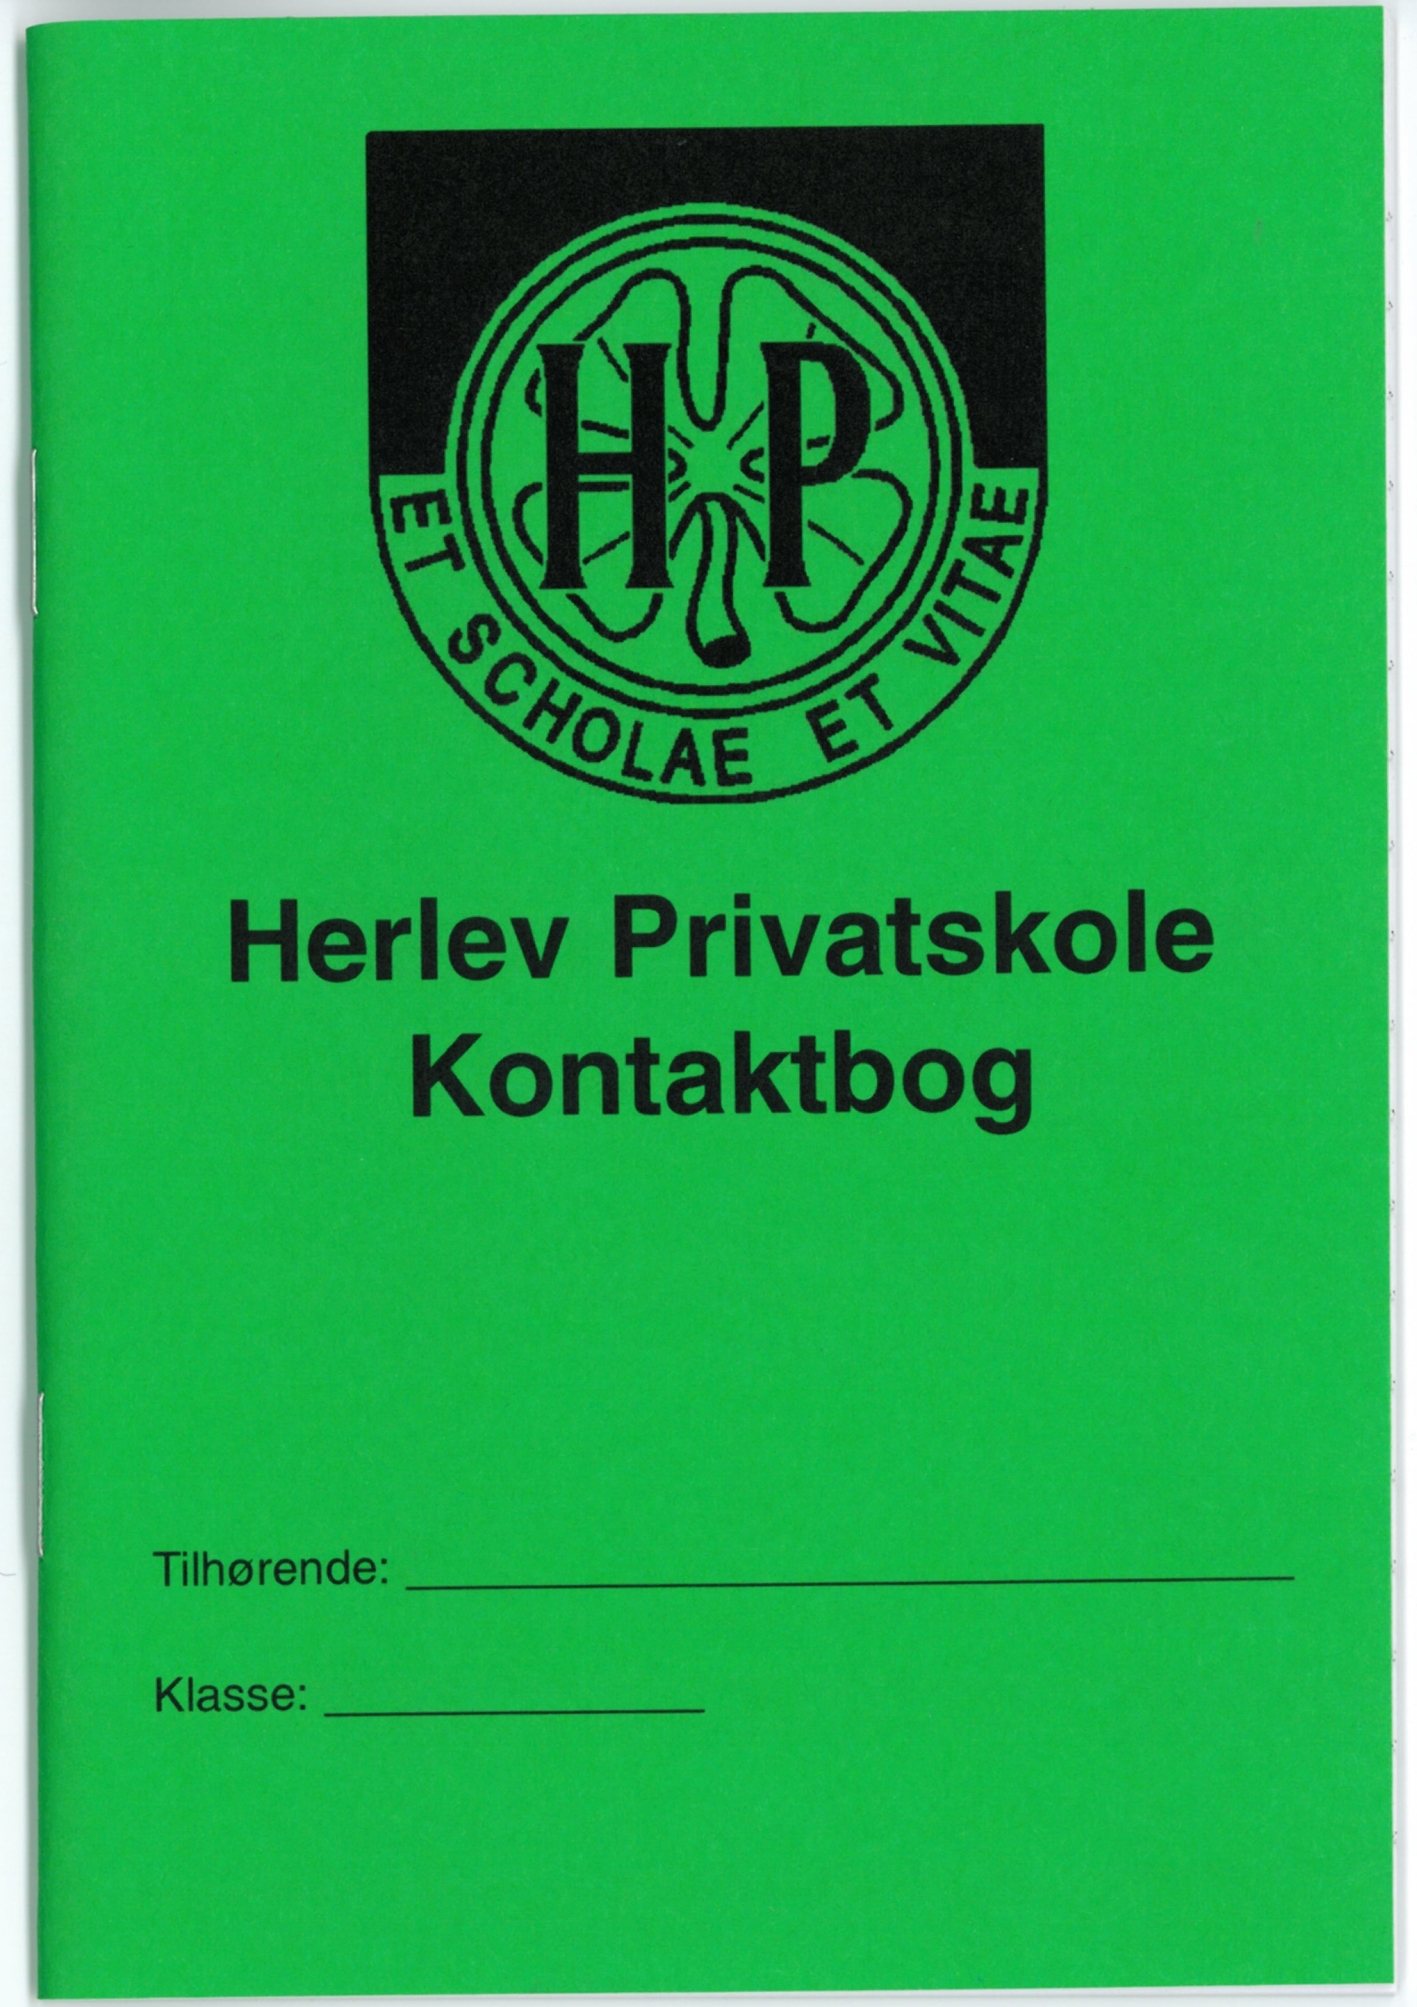 HP
ET SCHOLAE ET VITAE
Herlev Privatskole
Kontaktbog
Tilhørende:
Klasse: